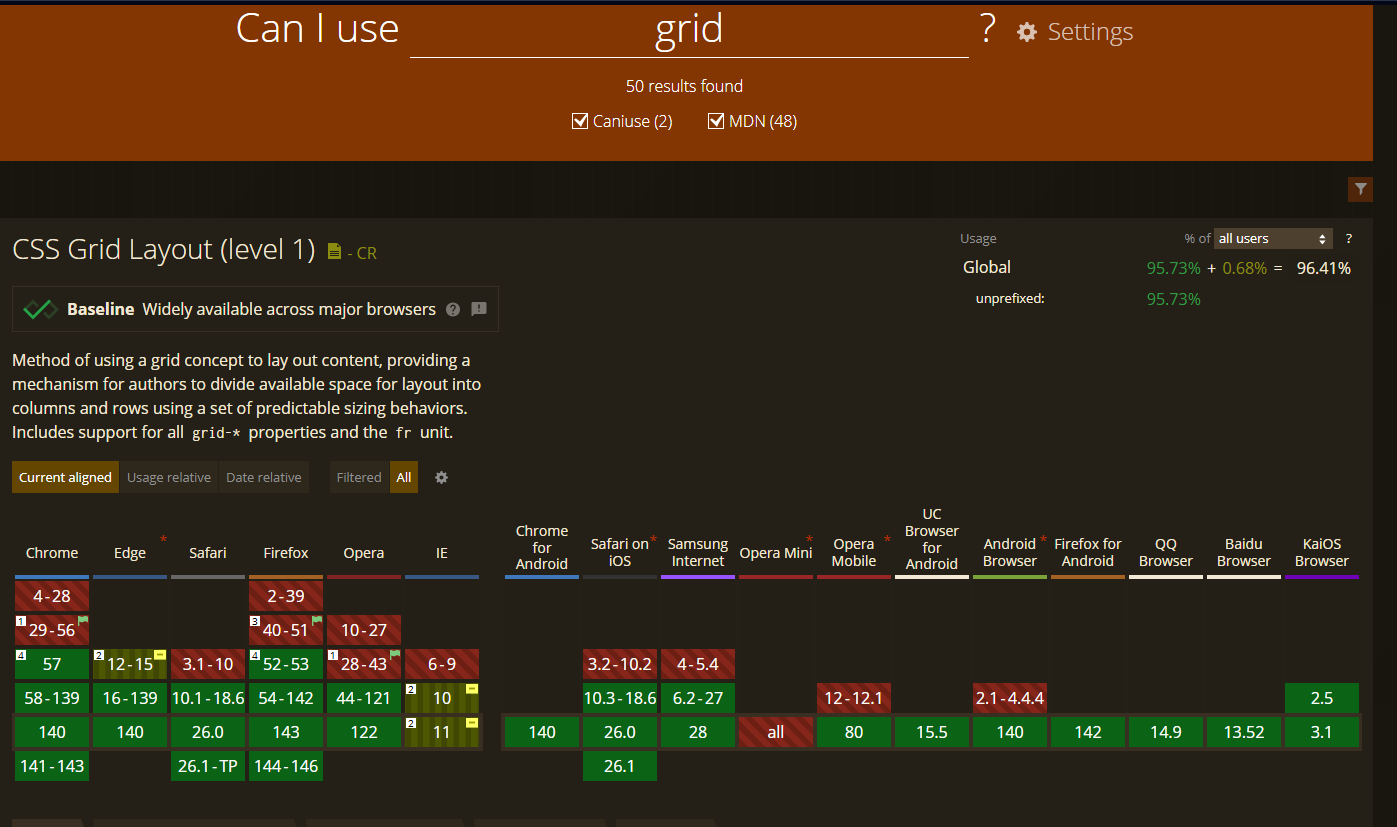 Can I use grid ? Settings
50 results found
Caniuse (2) MDN (48)
CSS Grid Layout (level 1) - CR
Usage % of all users ?
Global 95.73% + 0.68% = 96.41%
unprefixed: 95.73%
Baseline Widely available across major browsers ?
Method of using a grid concept to lay out content, providing a
mechanism for authors to divide available space for layout into
columns and rows using a set of predictable sizing behaviors.
Includes support for all grid-* properties and the fr unit.
Current aligned Usage relative Date relative Filtered All
Chrome
Edge *
Safari
Firefox
Opera
IE
Chrome
for
Android
Safari on *
iOS
Samsung
Internet
Opera Mini *
Opera *
Mobile
UC
Browser
for
Android
Android *
Browser
Firefox for
Android
QQ
Browser
Baidu
Browser
KaiOS
Browser
4-28 2-39
1 29-56 3 40-51 10-27
4 57 2 12-15 3.1-10 4 52-53 1 28-43 6-9 3.2-10.2 4-5.4
58-139 16-139 10.1-18.6 54-142 44-121 2 10 10.3-18.6 6.2-27 12-12.1 2.1-4.4.4 2.5
140 140 26.0 143 122 2 11 140 26.0 28 all 80 15.5 140 142 14.9 13.52 3.1
141-143 26.1-TP 144-146 26.1